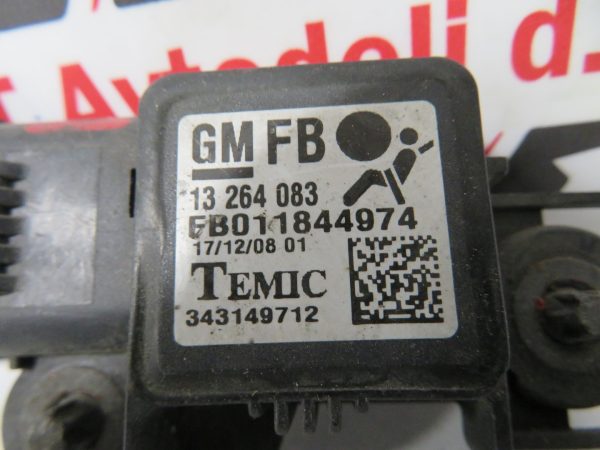 T Avtodeli d.
GM FB
13 264 083
FB011844974
17/12/08 01
TEMIC
343149712